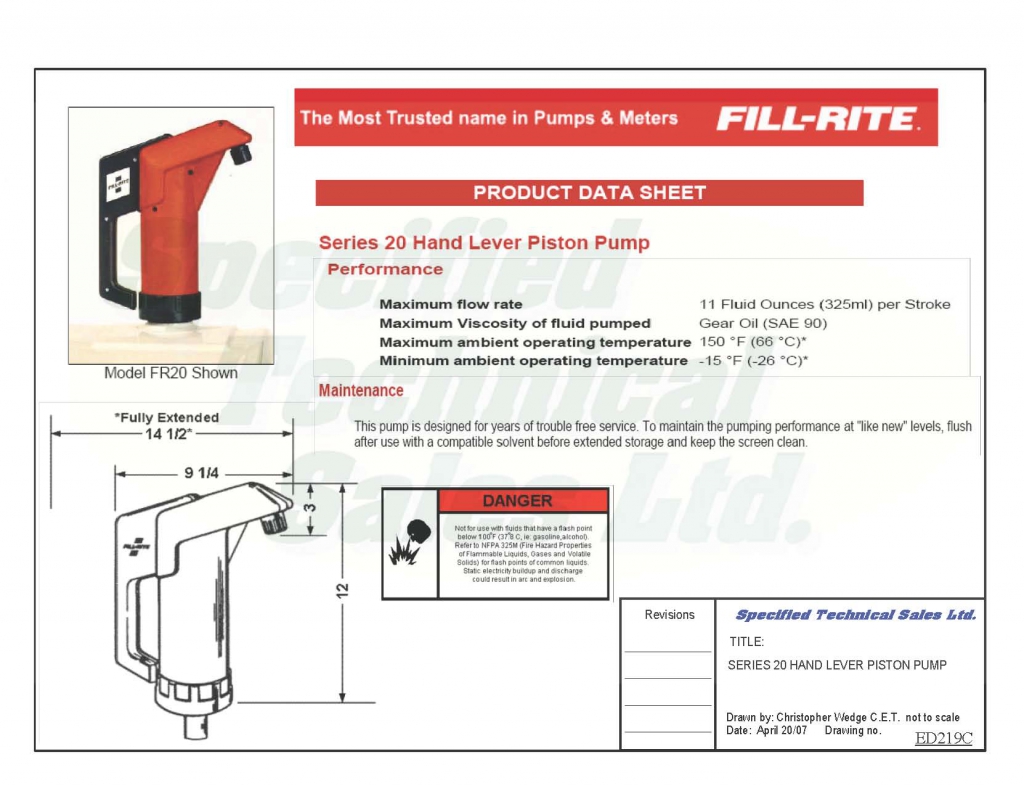 The Most Trusted name in Pumps & Meters
FILL-RITE.
PRODUCT DATA SHEET
FILL-RITE
Model FR20 Shown
Series 20 Hand Lever Piston Pump
Performance
Maximum flow rate 11 Fluid Ounces (325ml) per Stroke
Maximum Viscosity of fluid pumped Gear Oil (SAE 90)
Maximum ambient operating temperature 150 °F (66 °C)*
Minimum ambient operating temperature -15 °F (-26 °C)*
Maintenance
This pump is designed for years of trouble free service. To maintain the pumping performance at "like new" levels, flush
after use with a compatible solvent before extended storage and keep the screen clean.
Specified
Technical
Sales Ltd.
*Fully Extended
14 1/2*
9 1/4
3
12
FILL-RITE
DANGER
Not for use with fluids that have a flash point
below 100°F (37.8 C, ie: gasoline,alcohol).
Refer to NFPA 325M (Fire Hazard Properties
of Flammable Liquids, Gases and Volatile
Solids) for flash points of common liquids.
Static electricity buildup and discharge
could result in arc and explosion.
Revisions
Specified Technical Sales Ltd.
TITLE:
SERIES 20 HAND LEVER PISTON PUMP
Drawn by: Christopher Wedge C.E.T. not to scale
Date: April 20/07 Drawing no.
ED219C